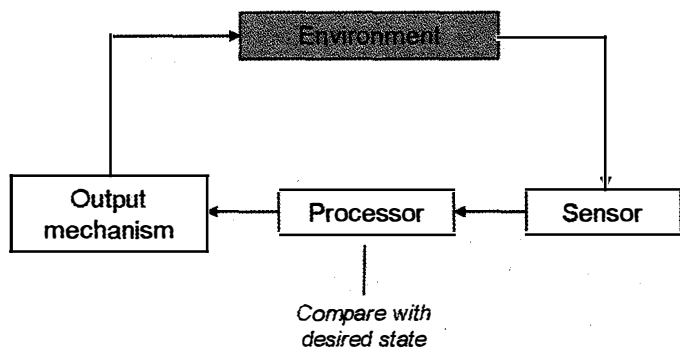 Environment
Output
mechanism
Processor
Sensor
Compare with
desired state